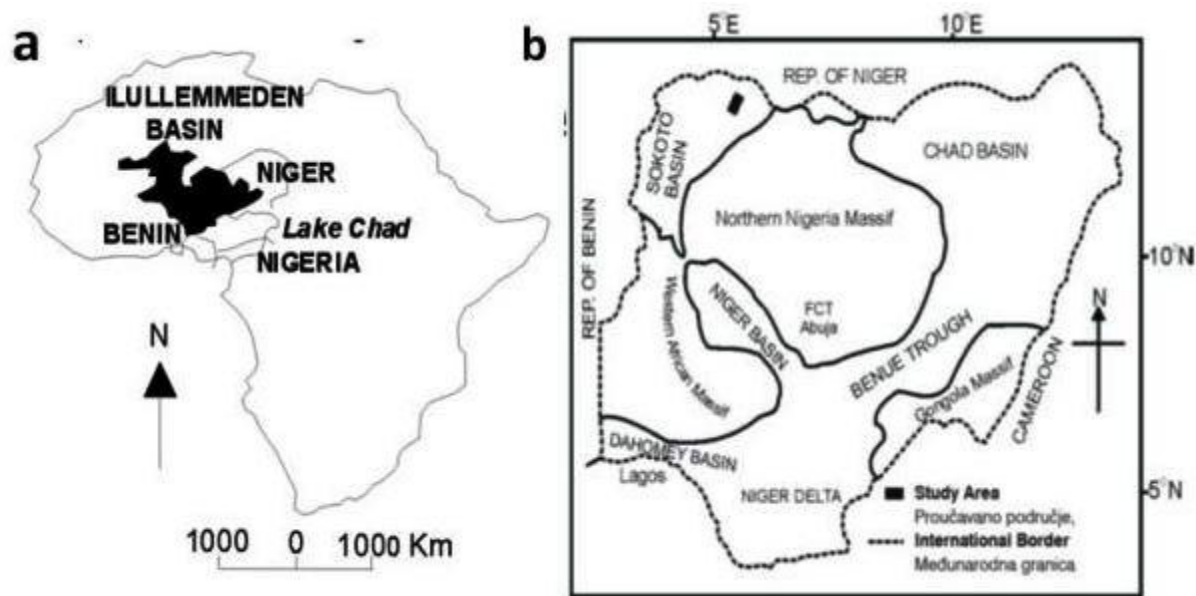 a
ILULLEMMEDEN
BASIN
NIGER
BENIN
Lake Chad
NIGERIA
N
1000 0 1000 Km
b
5°E
10°E
REP. OF NIGER
SOKOTO
BASIN
CHAD BASIN
Northern Nigeria Massif
10°N
REP. OF BENIN
Western African Massif
NIGER BASIN
FCT
Abuja
N
BENUE TROUGH
Gongola Massif
CAMEROON
DAHOMEY BASIN
Lagos
NIGER DELTA
5°N
Study Area
Proučavano područje,
International Border
Međunarodna granica